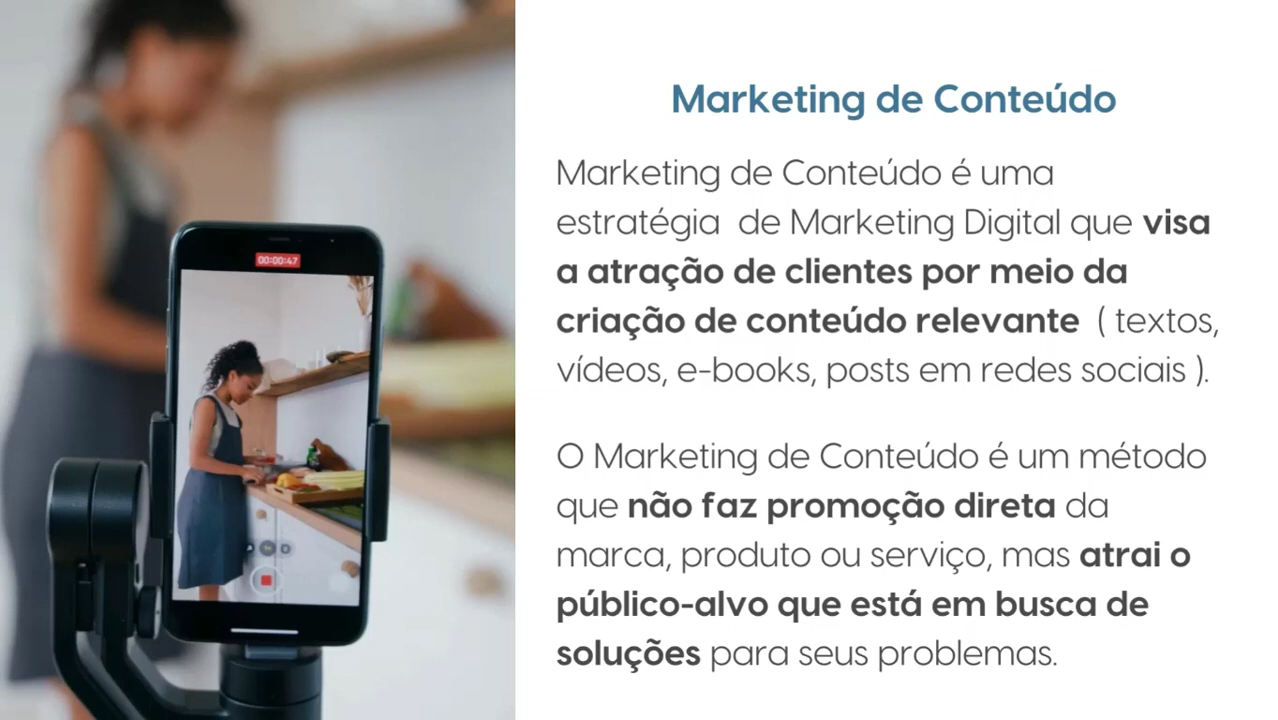 00:00:47
Marketing de Conteúdo
Marketing de Conteúdo é uma
estratégia de Marketing Digital que visa
a atração de clientes por meio da
criação de conteúdo relevante ( textos,
vídeos, e-books, posts em redes sociais ).
O Marketing de Conteúdo é um método
que não faz promoção direta da
marca, produto ou serviço, mas atrai o
público-alvo que está em busca de
soluções para seus problemas.